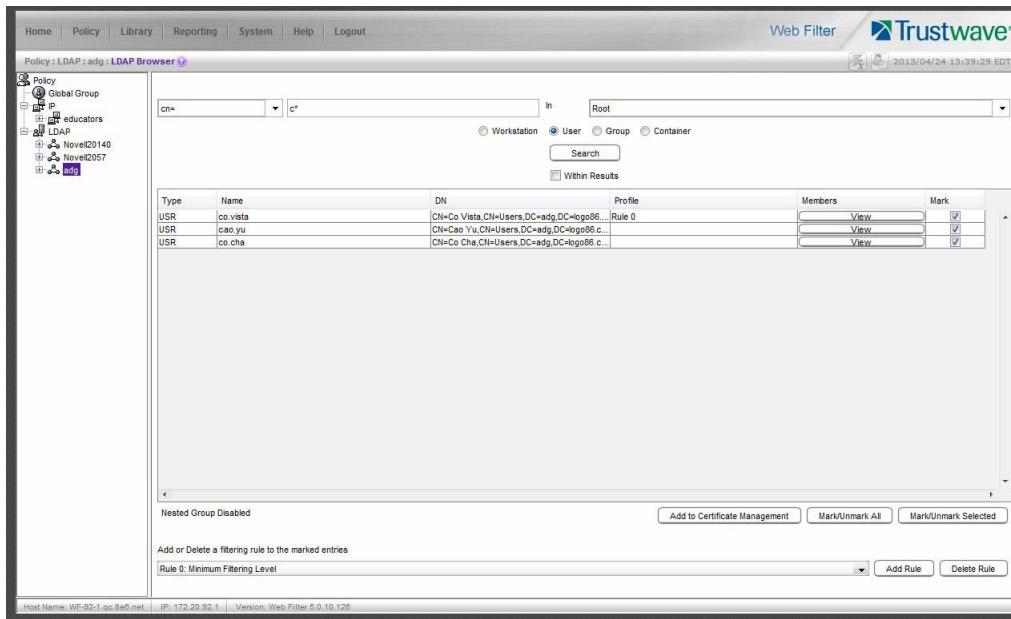 Home Policy Library Reporting System Help Logout Web Filter Trustwave
Policy : LDAP : adg : LDAP Browser 2013/04/24 13:39:29 EDT
Policy
Global Group
IP
educators
LDAP
Novell20140
Novell2057
adg
cn= c* In Root
Workstation User Group Container
Search
Within Results
Type Name DN Profile Members Mark
USR co.vista CN=Co Vista,CN=Users,DC=adg,DC=logo86.... Rule 0 View
USR cao.yu CN=Cao Yu,CN=Users,DC=adg,DC=logo86.c... View
USR co.cha CN=Co Cha,CN=Users,DC=adg,DC=logo86.c... View
Nested Group Disabled Add to Certificate Management Mark/Unmark All Mark/Unmark Selected
Add or Delete a filtering rule to the marked entries
Rule 0: Minimum Filtering Level Add Rule Delete Rule
Host Name: WF-92-1.qc.8e6.net IP: 172.20.92.1 Version: Web Filter 5.0.10.126